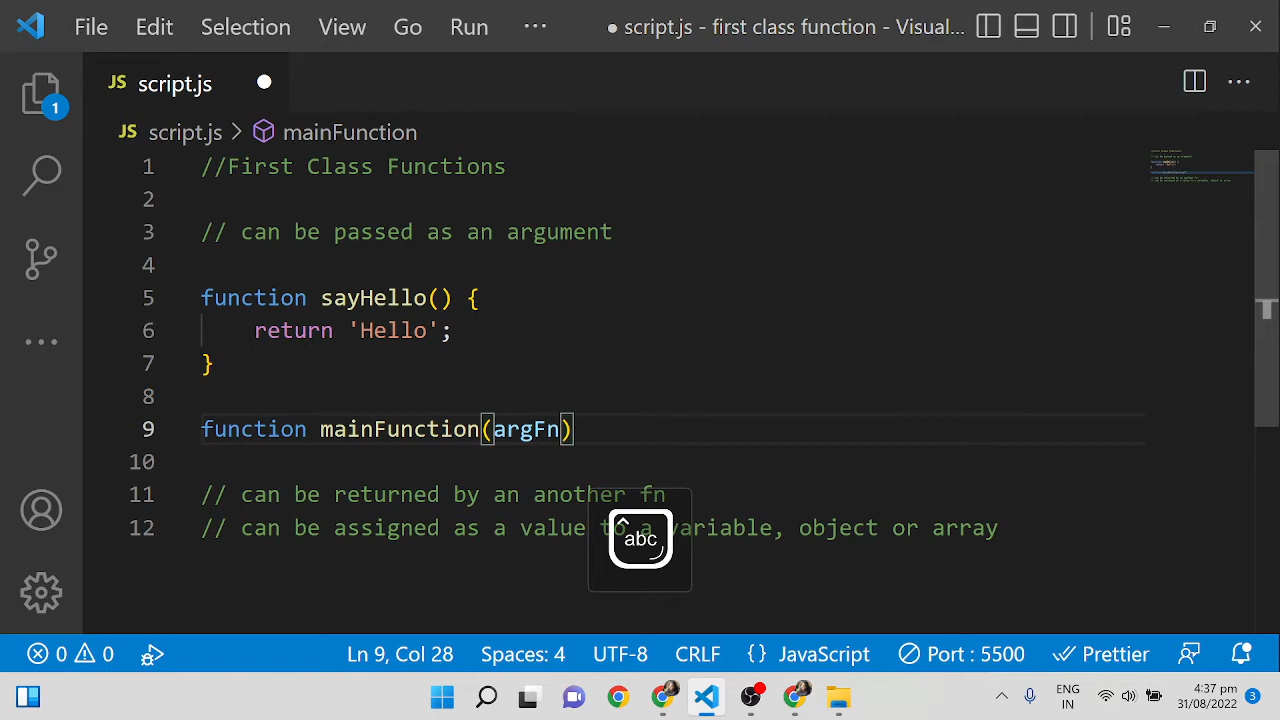 File Edit Selection View Go Run ··· ● script.js - first class function - Visual...
JS script.js
1
JS script.js > mainFunction
1 //First Class Functions
2
3 // can be passed as an argument
4
5 function sayHello() {
6 return 'Hello';
7 }
8
9 function mainFunction(argFn)
10
11 // can be returned by an another fn
12 // can be assigned as a value to a variable, object or array
abc
0 0 Ln 9, Col 28 Spaces: 4 UTF-8 CRLF {} JavaScript Port : 5500 Prettier
ENG
IN
4:37 pm
31/08/2022
3